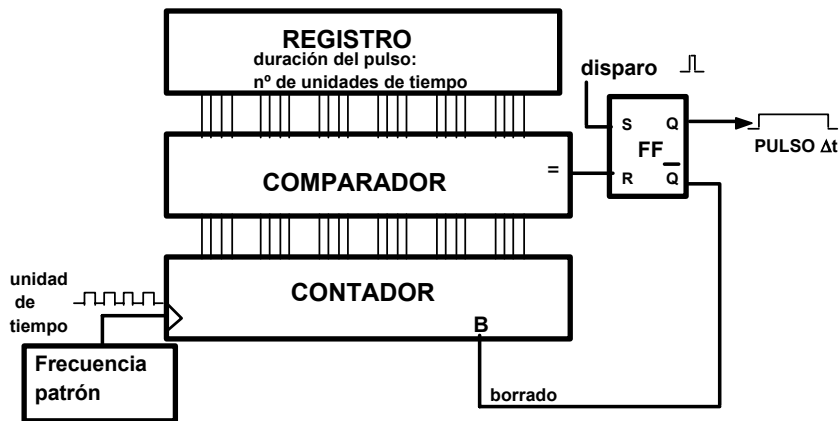 REGISTRO
duración del pulso:
nº de unidades de tiempo
disparo
S Q
FF
R Q
PULSO Δt
COMPARADOR =
unidad
de
tiempo
CONTADOR
B
Frecuencia
patrón
borrado